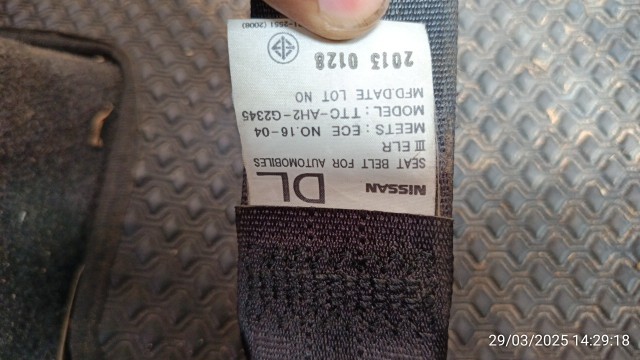 NISSAN DL
SEAT BELT FOR AUTOMOBILES
III ELR
MEETS : ECE NO.16-04
MODEL : TTC-AH2-G2345
MFD.DATE LOT NO
2013 0128
29/03/2025 14:29:18